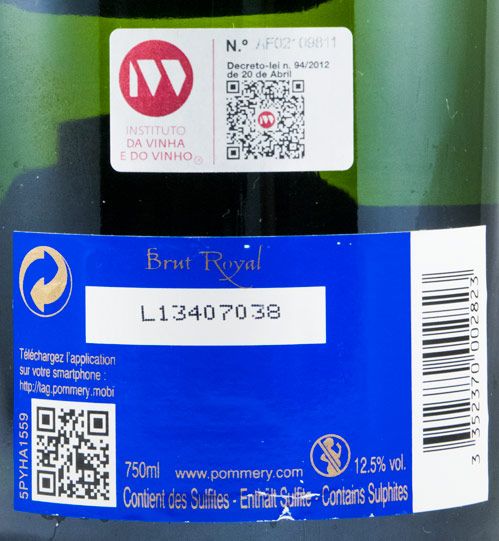 N.º AF02109811
Decreto-lei n. 94/2012
de 20 de Abril
INSTITUTO
DA VINHA
E DO VINHO
Brut Royal
L13407038
Téléchargez l'application
sur votre smartphone :
http://tag.pommery.mobi
5PYHA1559
750ml
www.pommery.com
12.5% vol.
Contient des Sulfites - Enthält Sulfite - Contains Sulphites
3 352370 002823